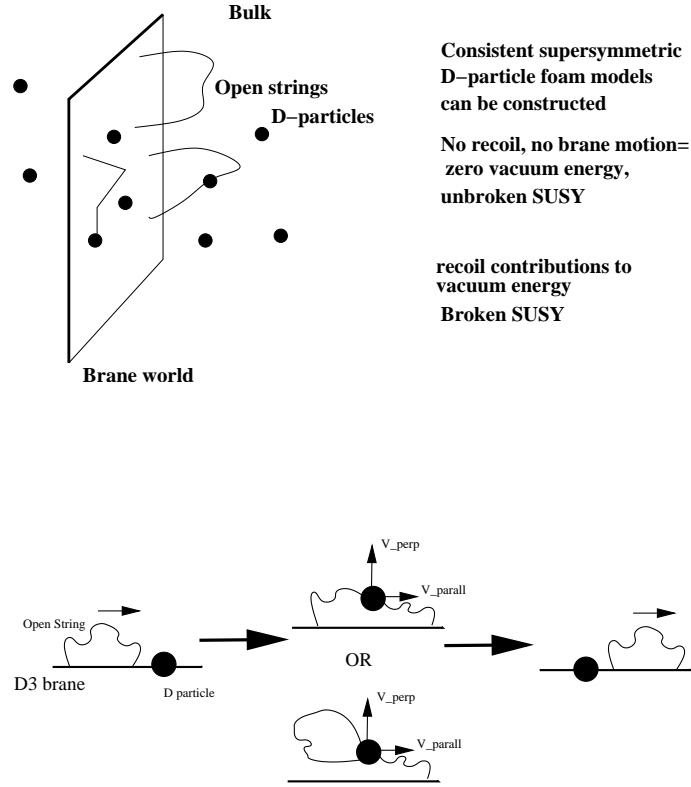 Bulk
Open strings
D−particles
Brane world
Consistent supersymmetric
D−particle foam models
can be constructed
No recoil, no brane motion=
zero vacuum energy,
unbroken SUSY
recoil contributions to
vacuum energy
Broken SUSY
Open String
D3 brane
D particle
V_perp
V_parall
OR
V_perp
V_parall